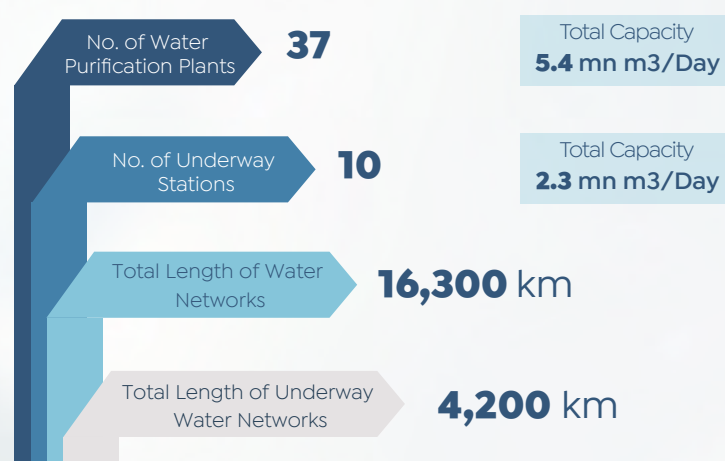 No. of Water
Purification Plants
37
Total Capacity
5.4 mn m3/Day
No. of Underway
Stations
10
Total Capacity
2.3 mn m3/Day
Total Length of Water
Networks
16,300 km
Total Length of Underway
Water Networks
4,200 km